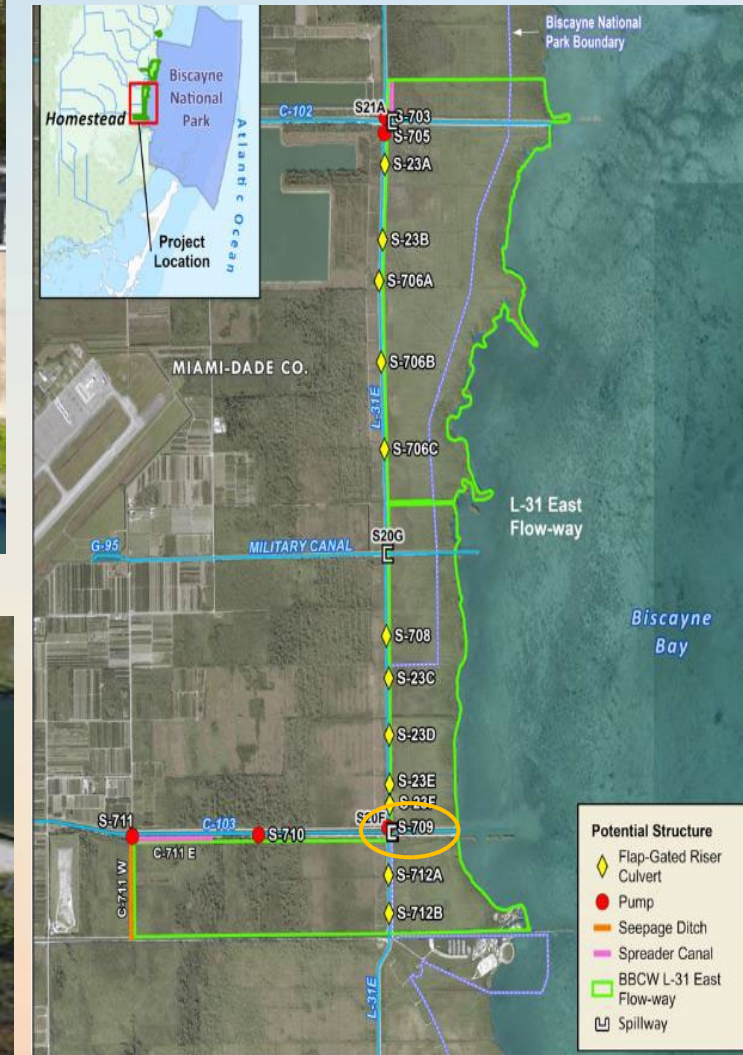 Biscayne
National
Park
Homestead
Atlantic Ocean
Project
Location
Biscayne National
Park Boundary
S21A
C-102
S-703
S-705
S-23A
S-23B
S-706A
MIAMI-DADE CO.
S-706B
L-31E
S-706C
L-31 East
Flow-way
S20G
G-95
MILITARY CANAL
Biscayne
Bay
S-708
S-23C
S-23D
S-23E
S-23F
S-711
C-103
S20F
S-709
S-710
C-711 E
C-711 W
S-712A
S-712B
L-31E
Potential Structure
Flap-Gated Riser
Culvert
Pump
Seepage Ditch
Spreader Canal
BBCW L-31 East
Flow-way
Spillway